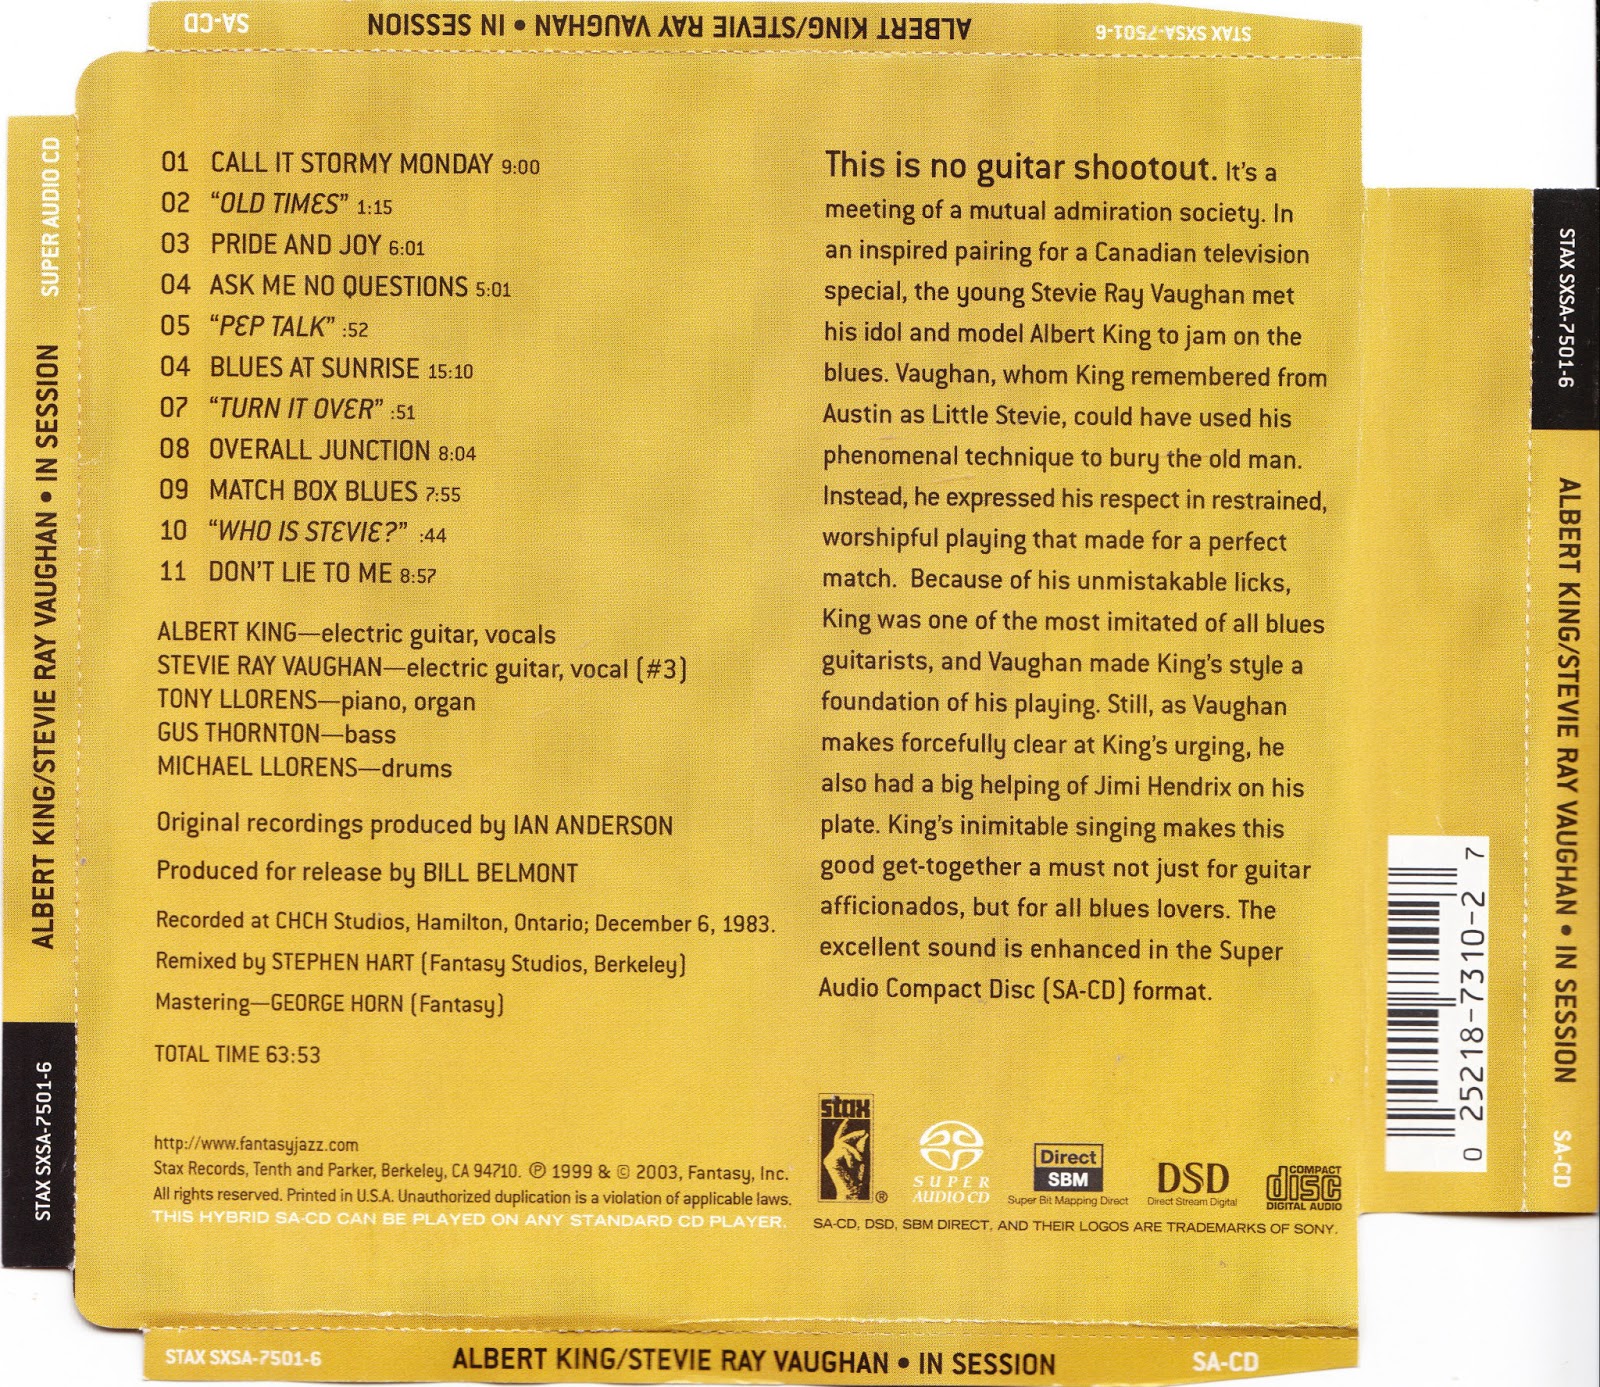 SA-CD
ALBERT KING/STEVIE RAY VAUGHAN • IN SESSION
STAX SXSA-7501-6
SUPER AUDIO CD
ALBERT KING/STEVIE RAY VAUGHAN • IN SESSION
STAX SXSA-7501-6
01 CALL IT STORMY MONDAY 9:00
02 “OLD TIMES” 1:15
03 PRIDE AND JOY 6:01
04 ASK ME NO QUESTIONS 5:01
05 “PEP TALK” :52
04 BLUES AT SUNRISE 15:10
07 “TURN IT OVER” :51
08 OVERALL JUNCTION 8:04
09 MATCH BOX BLUES 7:55
10 “WHO IS STEVIE?” :44
11 DON’T LIE TO ME 8:57
ALBERT KING—electric guitar, vocals
STEVIE RAY VAUGHAN—electric guitar, vocal (#3)
TONY LLORENS—piano, organ
GUS THORNTON—bass
MICHAEL LLORENS—drums
Original recordings produced by IAN ANDERSON
Produced for release by BILL BELMONT
Recorded at CHCH Studios, Hamilton, Ontario; December 6, 1983.
Remixed by STEPHEN HART (Fantasy Studios, Berkeley)
Mastering—GEORGE HORN (Fantasy)
TOTAL TIME 63:53
http://www.fantasyjazz.com
Stax Records, Tenth and Parker, Berkeley, CA 94710. ℗ 1999 & © 2003, Fantasy, Inc.
All rights reserved. Printed in U.S.A. Unauthorized duplication is a violation of applicable laws.
THIS HYBRID SA-CD CAN BE PLAYED ON ANY STANDARD CD PLAYER.
This is no guitar shootout. It’s a
meeting of a mutual admiration society. In
an inspired pairing for a Canadian television
special, the young Stevie Ray Vaughan met
his idol and model Albert King to jam on the
blues. Vaughan, whom King remembered from
Austin as Little Stevie, could have used his
phenomenal technique to bury the old man.
Instead, he expressed his respect in restrained,
worshipful playing that made for a perfect
match. Because of his unmistakable licks,
King was one of the most imitated of all blues
guitarists, and Vaughan made King’s style a
foundation of his playing. Still, as Vaughan
makes forcefully clear at King’s urging, he
also had a big helping of Jimi Hendrix on his
plate. King’s inimitable singing makes this
good get-together a must not just for guitar
afficionados, but for all blues lovers. The
excellent sound is enhanced in the Super
Audio Compact Disc (SA-CD) format.
stax ®
SUPER
AUDIO CD
Direct
SBM
Super Bit Mapping Direct
DSD
Direct Stream Digital
COMPACT
disc
DIGITAL AUDIO
SA-CD, DSD, SBM DIRECT, AND THEIR LOGOS ARE TRADEMARKS OF SONY.
STAX SXSA-7501-6
ALBERT KING/STEVIE RAY VAUGHAN • IN SESSION
SA-CD
0 25218-7310-2 7
STAX SXSA-7501-6
ALBERT KING/STEVIE RAY VAUGHAN • IN SESSION
SA-CD